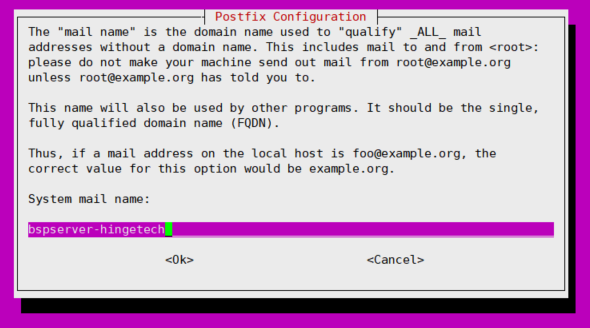 Postfix Configuration
The "mail name" is the domain name used to "qualify" _ALL_ mail
addresses without a domain name. This includes mail to and from <root>:
please do not make your machine send out mail from root@example.org
unless root@example.org has told you to.
This name will also be used by other programs. It should be the single,
fully qualified domain name (FQDN).
Thus, if a mail address on the local host is foo@example.org, the
correct value for this option would be example.org.
System mail name:
bspserver-hingetech
<Ok> <Cancel>